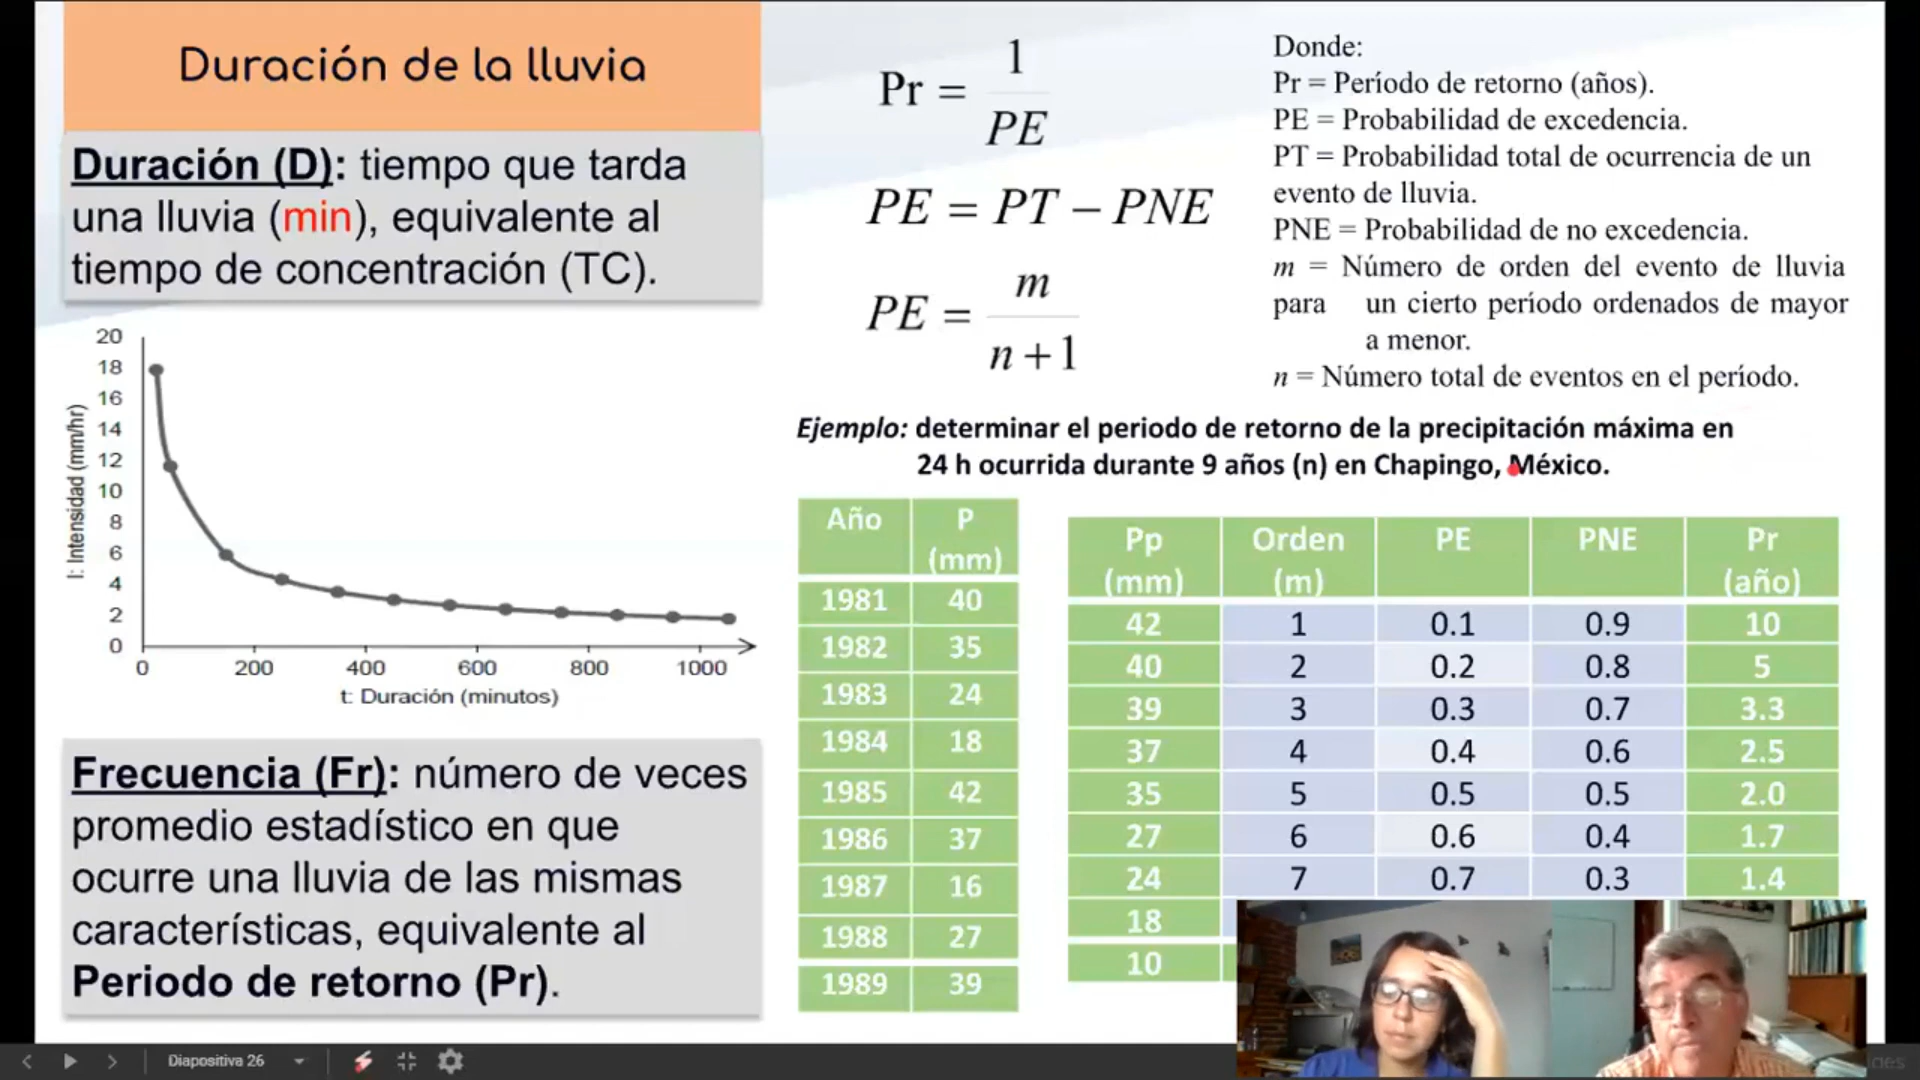 Duración de la lluvia
Duración (D): tiempo que tarda
una lluvia (min), equivalente al
tiempo de concentración (TC).
20
18
16
14
12
10
8
6
4
2
0
I: Intensidad (mm/hr)
0 200 400 600 800 1000
t: Duración (minutos)
Frecuencia (Fr): número de veces
promedio estadístico en que
ocurre una lluvia de las mismas
características, equivalente al
Periodo de retorno (Pr).
Pr = 1 / PE
PE = PT − PNE
PE = m / n + 1
Donde:
Pr = Período de retorno (años).
PE = Probabilidad de excedencia.
PT = Probabilidad total de ocurrencia de un
evento de lluvia.
PNE = Probabilidad de no excedencia.
m = Número de orden del evento de lluvia
para un cierto período ordenados de mayor
a menor.
n = Número total de eventos en el período.
Ejemplo: determinar el periodo de retorno de la precipitación máxima en
24 h ocurrida durante 9 años (n) en Chapingo, México.
Año P
(mm)
1981 40
1982 35
1983 24
1984 18
1985 42
1986 37
1987 16
1988 27
1989 39
Pp Orden PE PNE Pr
(mm) (m) (año)
42 1 0.1 0.9 10
40 2 0.2 0.8 5
39 3 0.3 0.7 3.3
37 4 0.4 0.6 2.5
35 5 0.5 0.5 2.0
27 6 0.6 0.4 1.7
24 7 0.7 0.3 1.4
18
10
Diapositiva 26